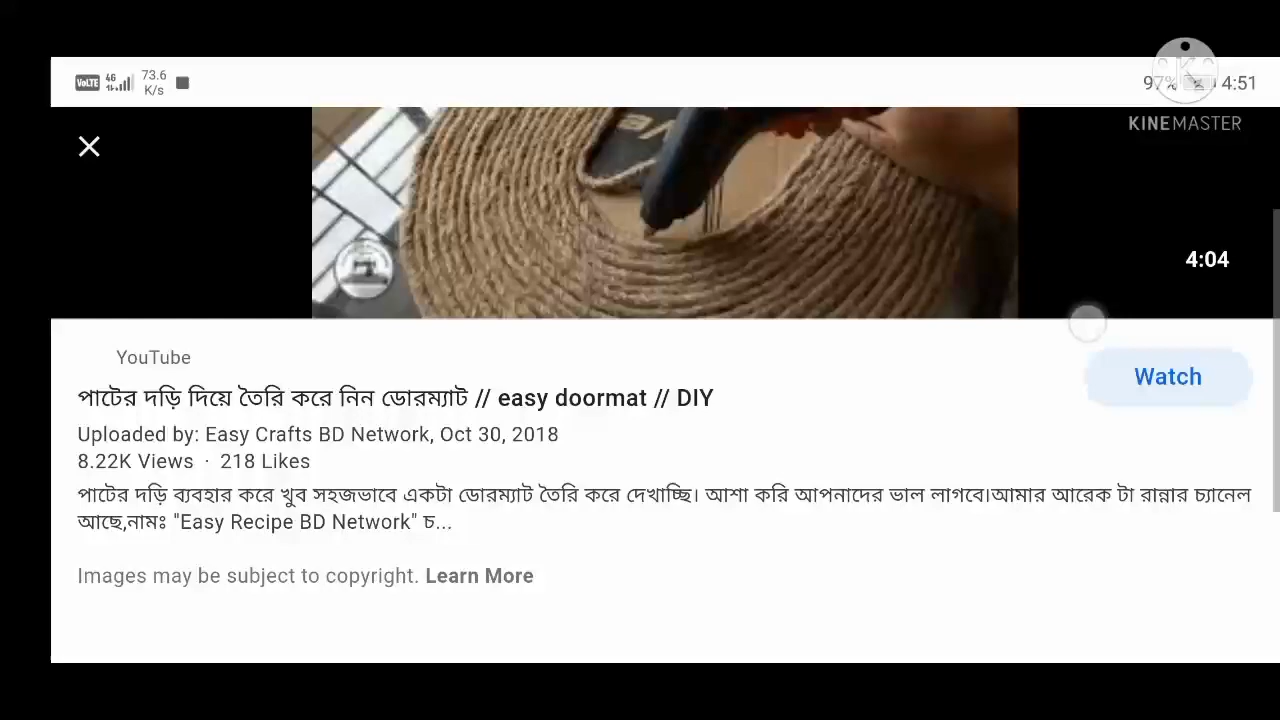 VoLTE 4G 73.6 K/s 97% 4:51
KINEMASTER
4:04
YouTube
পাটের দড়ি দিয়ে তৈরি করে নিন ডোরম্যাট // easy doormat // DIY
Watch
Uploaded by: Easy Crafts BD Network, Oct 30, 2018
8.22K Views · 218 Likes
পাটের দড়ি ব্যবহার করে খুব সহজভাবে একটা ডোরম্যাট তৈরি করে দেখাচ্ছি। আশা করি আপনাদের ভাল লাগবে।আমার আরেক টা রান্নার চ্যানেল
আছে,নামঃ "Easy Recipe BD Network" চ...
Images may be subject to copyright. Learn More